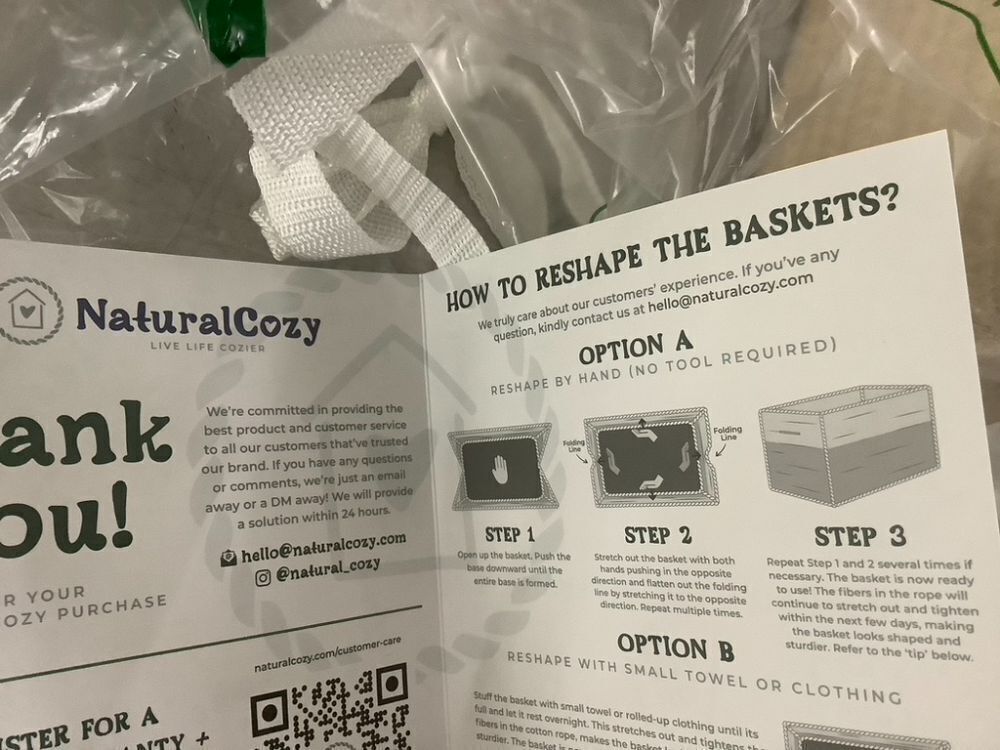 NaturalCozy
LIVE LIFE COZIER
ank
ou!
R YOUR
OZY PURCHASE
We're committed in providing the
best product and customer service
to all our customers that've trusted
our brand. If you have any questions
or comments, we're just an email
away or a DM away! We will provide
a solution within 24 hours.
hello@naturalcozy.com
@natural_cozy
naturalcozy.com/customer-care
STER FOR A
ANTY +
HOW TO RESHAPE THE BASKETS?
We truly care about our customers' experience. If you've any
question, kindly contact us at hello@naturalcozy.com
OPTION A
RESHAPE BY HAND (NO TOOL REQUIRED)
Folding
Line
Folding
Line
STEP 1
Open up the basket. Push the
base downward until the
entire base is formed.
STEP 2
Stretch out the basket with both
hands pushing in the opposite
direction and flatten out the folding
line by stretching it to the opposite
direction. Repeat multiple times.
STEP 3
Repeat Step 1 and 2 several times if
necessary. The basket is now ready
to use! The fibers in the rope will
continue to stretch out and tighten
within the next few days, making
the basket looks shaped and
sturdier. Refer to the 'tip' below.
OPTION B
RESHAPE WITH SMALL TOWEL OR CLOTHING
Stuff the basket with small towel or rolled-up clothing until its
full and let it rest overnight. This stretches out and tightens the
fibers in the cotton rope, makes the basket
sturdier. The basket is